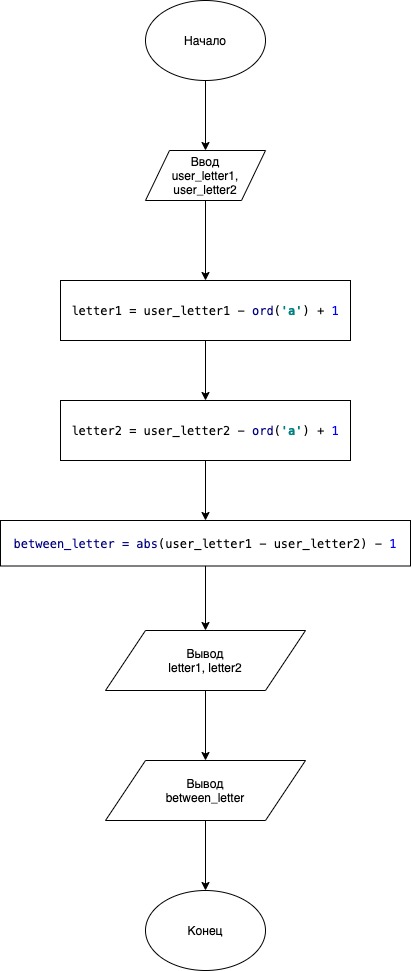 Начало
Ввод
user_letter1,
user_letter2
letter1 = user_letter1 - ord('a') + 1
letter2 = user_letter2 - ord('a') + 1
between_letter = abs(user_letter1 - user_letter2) - 1
Вывод
letter1, letter2
Вывод
between_letter
Конец